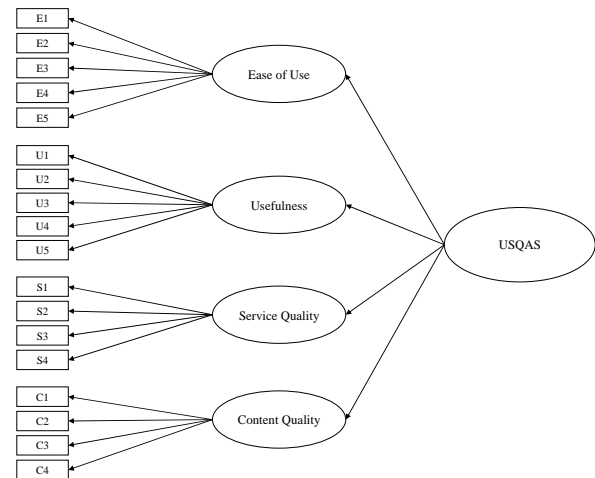 E1
E2
E3
E4
E5
Ease of Use
U1
U2
U3
U4
U5
Usefulness
USQAS
S1
S2
S3
S4
Service Quality
C1
C2
C3
C4
Content Quality